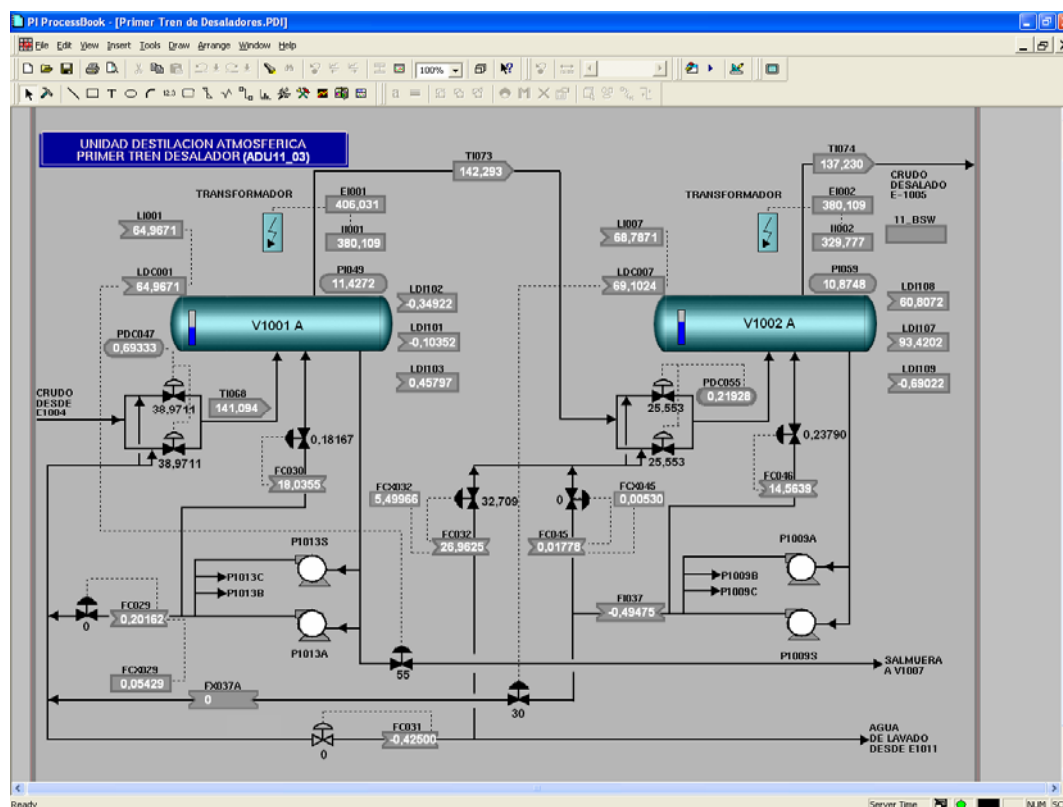 PI ProcessBook - [Primer Tren de Desaladores.PDI]
File Edit View Insert Tools Draw Arrange Window Help
100%
UNIDAD DESTILACION ATMOSFERICA
PRIMER TREN DESALADOR (ADU11_03)
TI073
142,293
TI074
137,230
CRUDO
DESALADO
E-1005
TRANSFORMADOR
EI001
406,031
II001
380,109
LI001
64,9671
LDC001
64,9671
PI049
11,4272
V1001 A
LDI102
-0,34922
LDI101
-0,10352
LDI103
0,45797
TRANSFORMADOR
EI002
380,109
II002
329,777
11_BSW
LI007
68,7871
LDC007
69,1024
PI059
10,8748
V1002 A
LDI108
60,8072
LDI107
93,4202
LDI109
-0,69022
PDC047
0,69333
CRUDO
DESDE
E1004
38,9711
38,9711
TI068
141,094
0,18167
FC030
18,0355
PDC055
0,21928
25,553
25,553
0,23790
FC046
14,5639
FCX032
5,49966
32,709
FC032
26,9625
FCX045
0,00530
0
FC045
0,01778
P1013S
P1013C
P1013B
P1013A
P1009A
P1009B
P1009C
P1009S
FC029
0,20162
0
FI037
-0,49475
FCX029
0,05429
FX037A
0
55
30
SALMUERA
A V1007
FC031
-0,42500
0
AGUA
DE LAVADO
DESDE E1011
Ready
Server Time
NUM